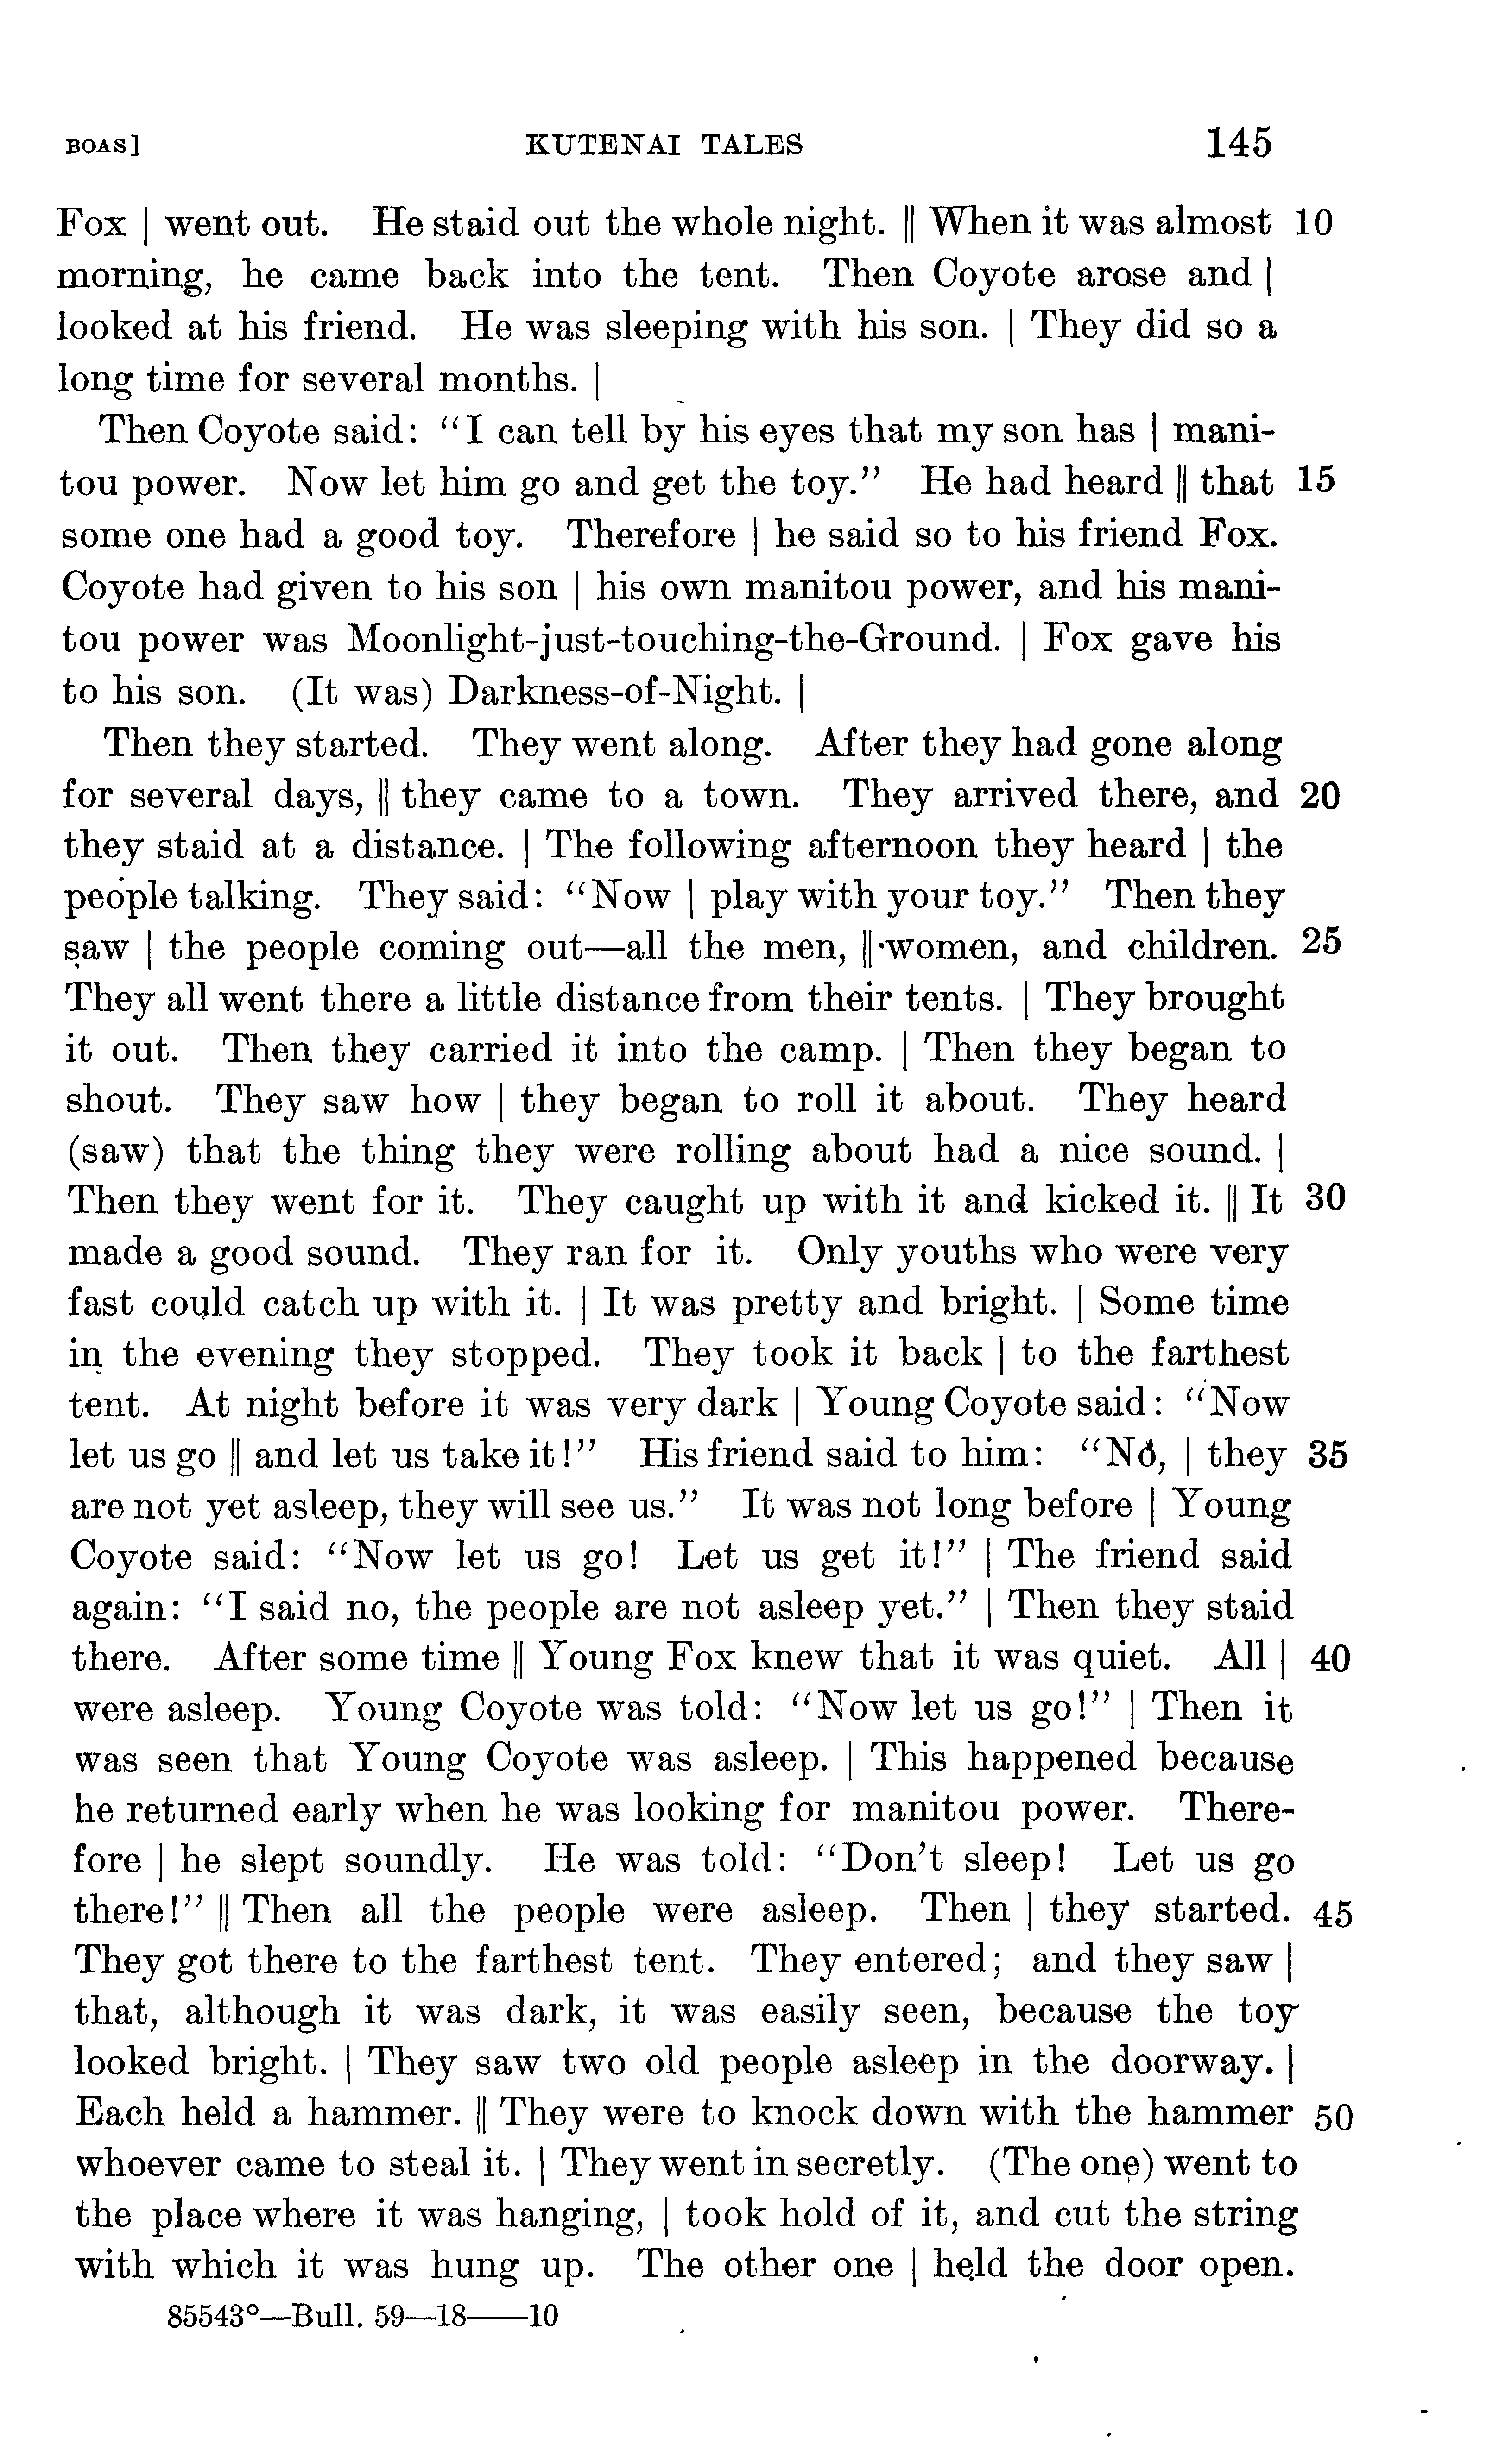 BOAS] KUTENAI TALES 145
Fox | went out. He staid out the whole night. || When it was almost 10
morning, he came back into the tent. Then Coyote arose and |
looked at his friend. He was sleeping with his son. | They did so a
long time for several months. |
Then Coyote said: “I can tell by his eyes that my son has | mani-
tou power. Now let him go and get the toy.” He had heard || that 15
some one had a good toy. Therefore | he said so to his friend Fox.
Coyote had given to his son | his own manitou power, and his mani-
tou power was Moonlight-just-touching-the-Ground. | Fox gave his
to his son. (It was) Darkness-of-Night. |
Then they started. They went along. After they had gone along
for several days, || they came to a town. They arrived there, and 20
they staid at a distance. | The following afternoon they heard | the
people talking. They said: “Now | play with your toy.” Then they
saw | the people coming out—all the men, || women, and children. 25
They all went there a little distance from their tents. | They brought
it out. Then they carried it into the camp. | Then they began to
shout. They saw how | they began to roll it about. They heard
(saw) that the thing they were rolling about had a nice sound. |
Then they went for it. They caught up with it and kicked it. || It 30
made a good sound. They ran for it. Only youths who were very
fast could catch up with it. | It was pretty and bright. | Some time
in the evening they stopped. They took it back | to the farthest
tent. At night before it was very dark | Young Coyote said: “Now
let us go || and let us take it!” His friend said to him: “No, | they 35
are not yet asleep, they will see us.” It was not long before | Young
Coyote said: “Now let us go! Let us get it!” | The friend said
again: “I said no, the people are not asleep yet.” | Then they staid
there. After some time || Young Fox knew that it was quiet. All | 40
were asleep. Young Coyote was told: “Now let us go!” | Then it
was seen that Young Coyote was asleep. | This happened because
he returned early when he was looking for manitou power. There-
fore | he slept soundly. He was told: “Don’t sleep! Let us go
there!” || Then all the people were asleep. Then | they started. 45
They got there to the farthest tent. They entered; and they saw |
that, although it was dark, it was easily seen, because the toy
looked bright. | They saw two old people asleep in the doorway. |
Each held a hammer. || They were to knock down with the hammer 50
whoever came to steal it. | They went in secretly. (The one) went to
the place where it was hanging, | took hold of it, and cut the string
with which it was hung up. The other one | held the door open.
85543°—Bull. 59—18——10